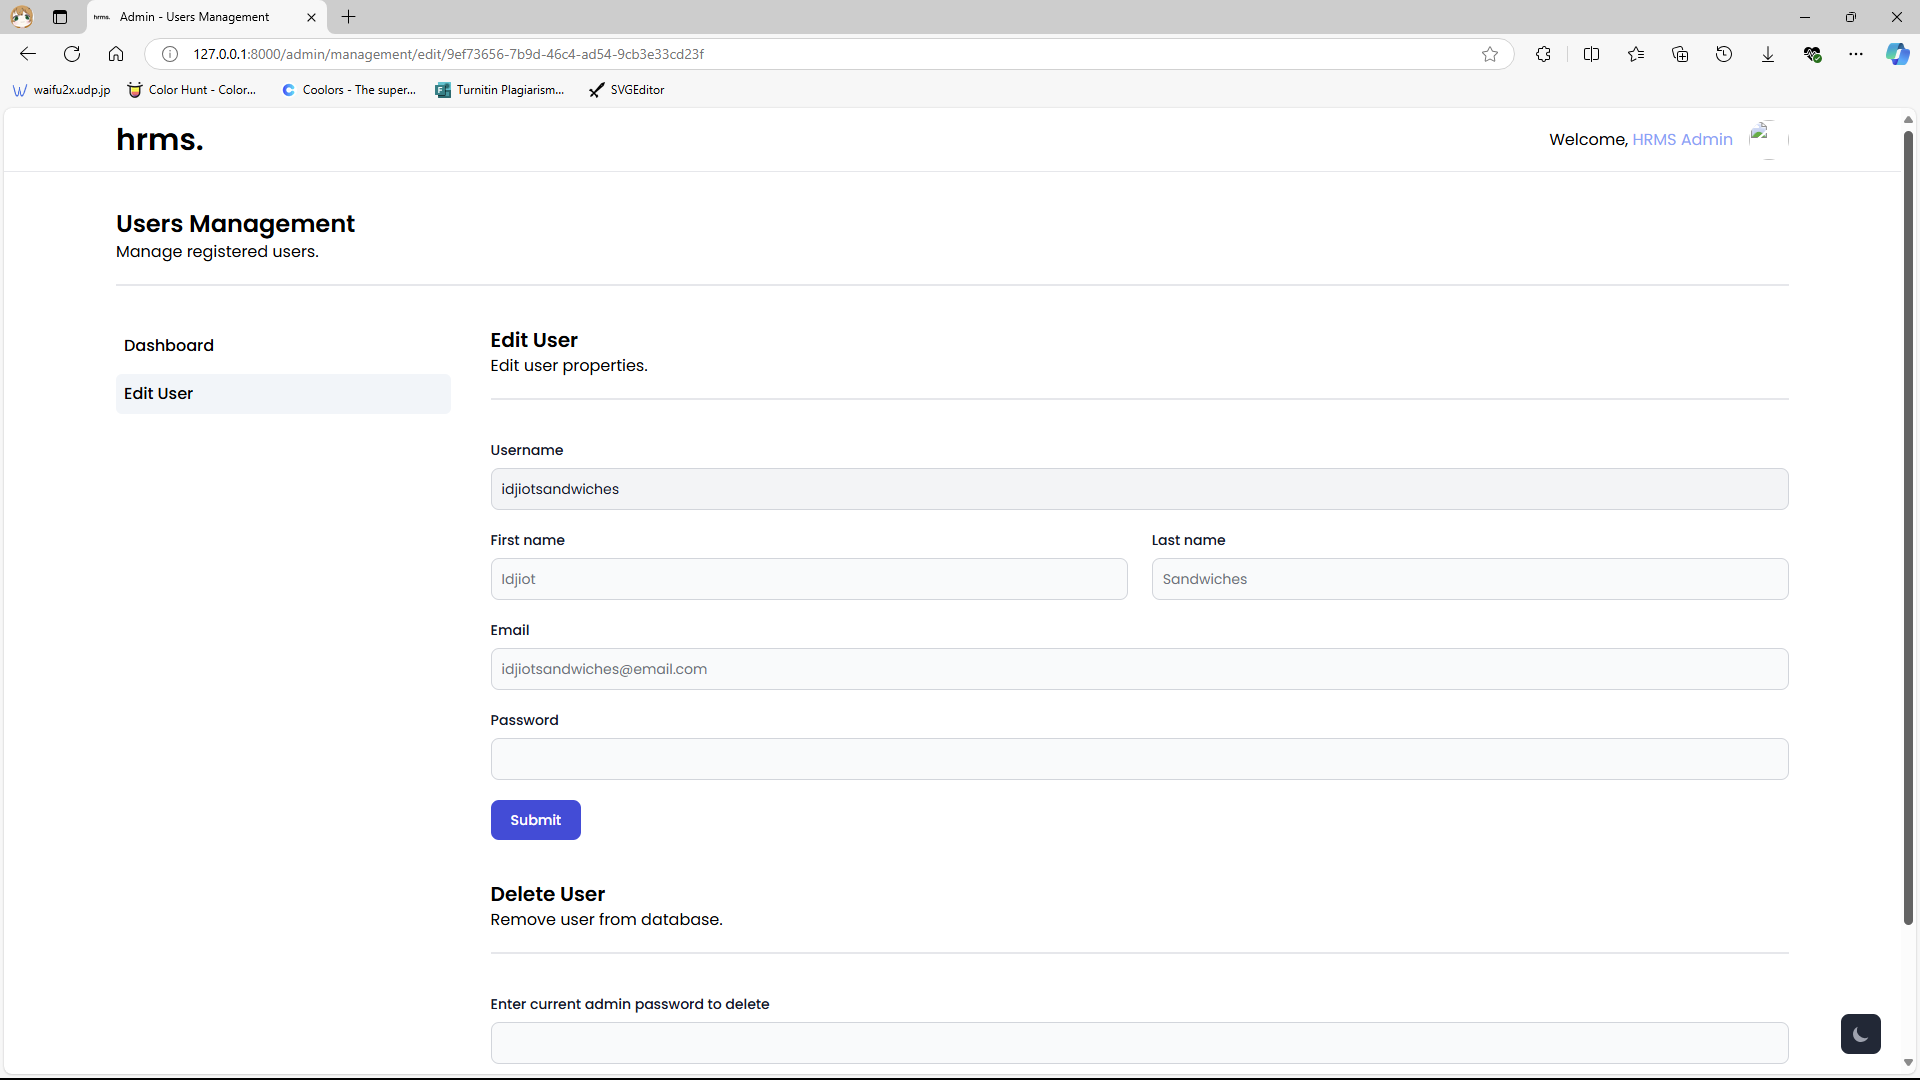 hrms. Admin - Users Management
127.0.0.1:8000/admin/management/edit/9ef73656-7b9d-46c4-ad54-9cb3e33cd23f
waifu2x.udp.jp Color Hunt - Color... Coolors - The super... Turnitin Plagiarism... SVGEditor
hrms.
Welcome, HRMS Admin
Users Management
Manage registered users.
Dashboard
Edit User
Edit User
Edit user properties.
Username
idjiotsandwiches
First name Last name
Idjiot Sandwiches
Email
idjiotsandwiches@email.com
Password
Submit
Delete User
Remove user from database.
Enter current admin password to delete